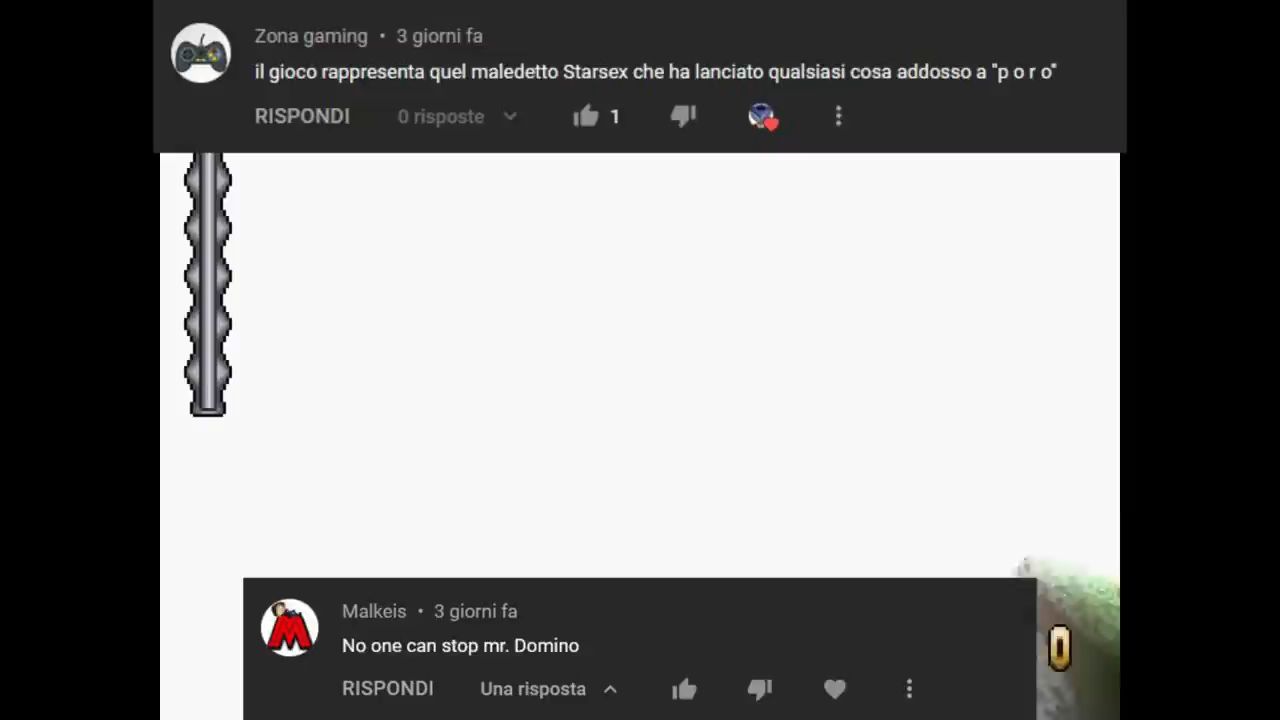 Zona gaming • 3 giorni fa
il gioco rappresenta quel maledetto Starsex che ha lanciato qualsiasi cosa addosso a "p o r o"
RISPONDI 0 risposte 1
Malkeis • 3 giorni fa
No one can stop mr. Domino
RISPONDI Una risposta